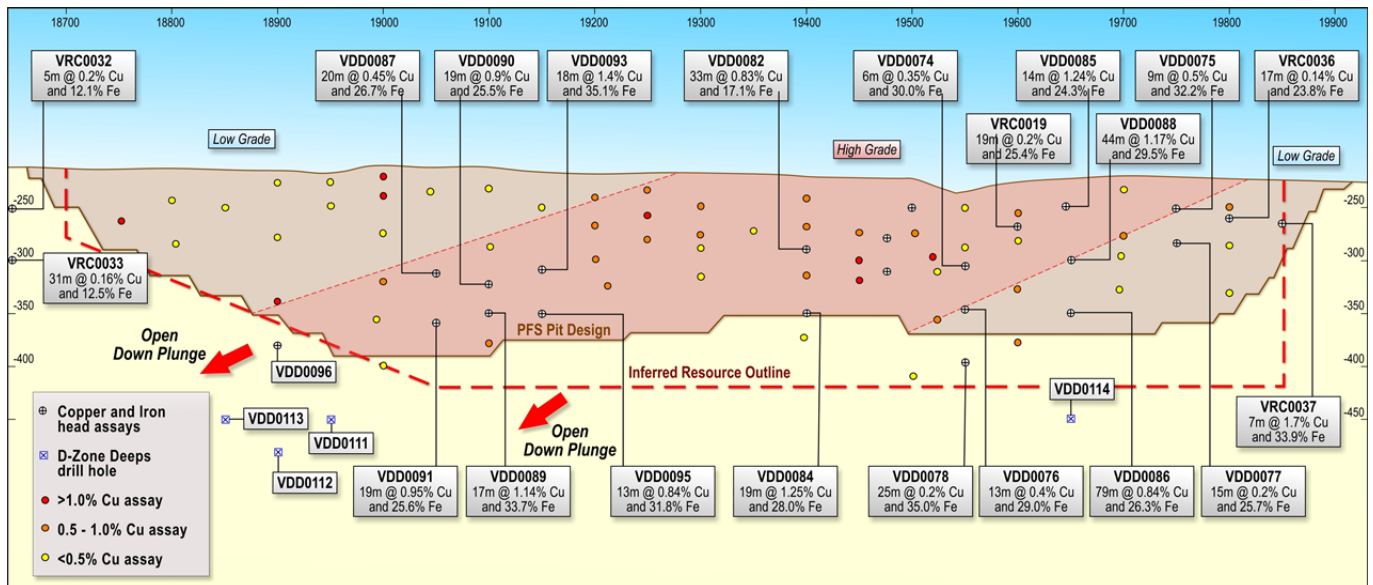 18700
18800
18900
19000
19100
19200
19300
19400
19500
19600
19700
19800
19900
VRC0032
5m @ 0.2% Cu
and 12.1% Fe
VDD0087
20m @ 0.45% Cu
and 26.7% Fe
VDD0090
19m @ 0.9% Cu
and 25.5% Fe
VDD0093
18m @ 1.4% Cu
and 35.1% Fe
VDD0082
33m @ 0.83% Cu
and 17.1% Fe
VDD0074
6m @ 0.35% Cu
and 30.0% Fe
VDD0085
14m @ 1.24% Cu
and 24.3% Fe
VDD0075
9m @ 0.5% Cu
and 32.2% Fe
VRC0036
17m @ 0.14% Cu
and 23.8% Fe
VRC0019
19m @ 0.2% Cu
and 25.4% Fe
VDD0088
44m @ 1.17% Cu
and 29.5% Fe
Low Grade
High Grade
Low Grade
-250
-250
-300
-300
VRC0033
31m @ 0.16% Cu
and 12.5% Fe
-350
-350
PFS Pit Design
Open
Down Plunge
-400
-400
Inferred Resource Outline
VDD0096
VDD0113
VDD0111
VDD0112
Open
Down Plunge
VDD0114
-450
VRC0037
7m @ 1.7% Cu
and 33.9% Fe
Copper and Iron
head assays
D-Zone Deeps
drill hole
>1.0% Cu assay
0.5 - 1.0% Cu assay
<0.5% Cu assay
VDD0091
19m @ 0.95% Cu
and 25.6% Fe
VDD0089
17m @ 1.14% Cu
and 33.7% Fe
VDD0095
13m @ 0.84% Cu
and 31.8% Fe
VDD0084
19m @ 1.25% Cu
and 28.0% Fe
VDD0078
25m @ 0.2% Cu
and 35.0% Fe
VDD0076
13m @ 0.4% Cu
and 29.0% Fe
VDD0086
79m @ 0.84% Cu
and 26.3% Fe
VDD0077
15m @ 0.2% Cu
and 25.7% Fe